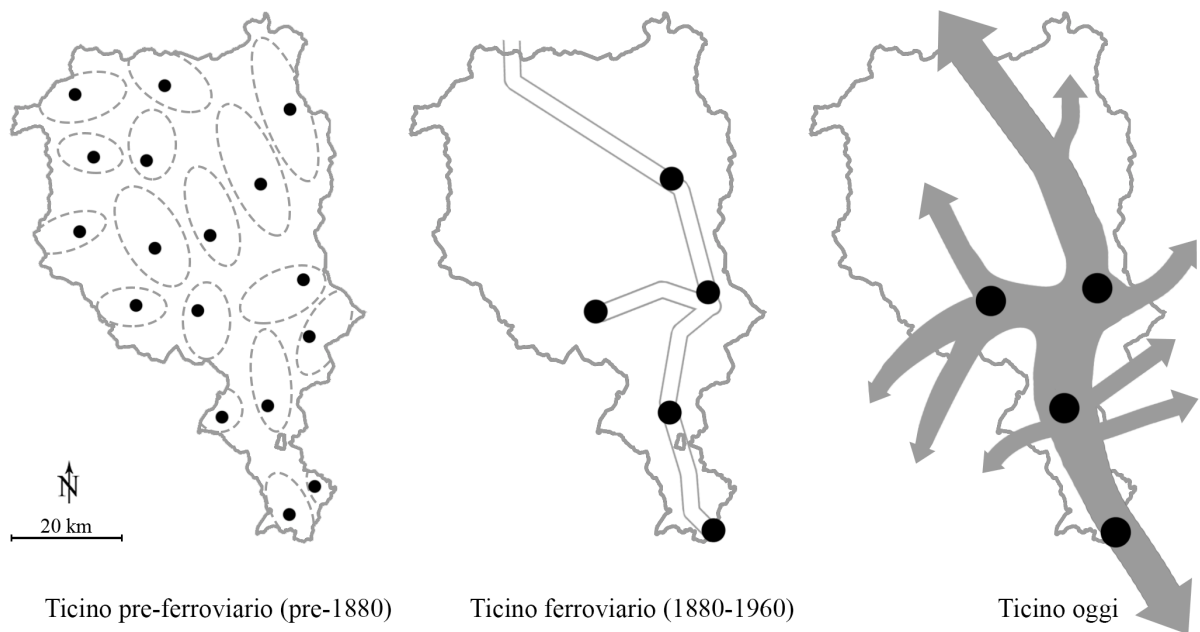 N
20 km
Ticino pre-ferroviario (pre-1880)
Ticino ferroviario (1880-1960)
Ticino oggi